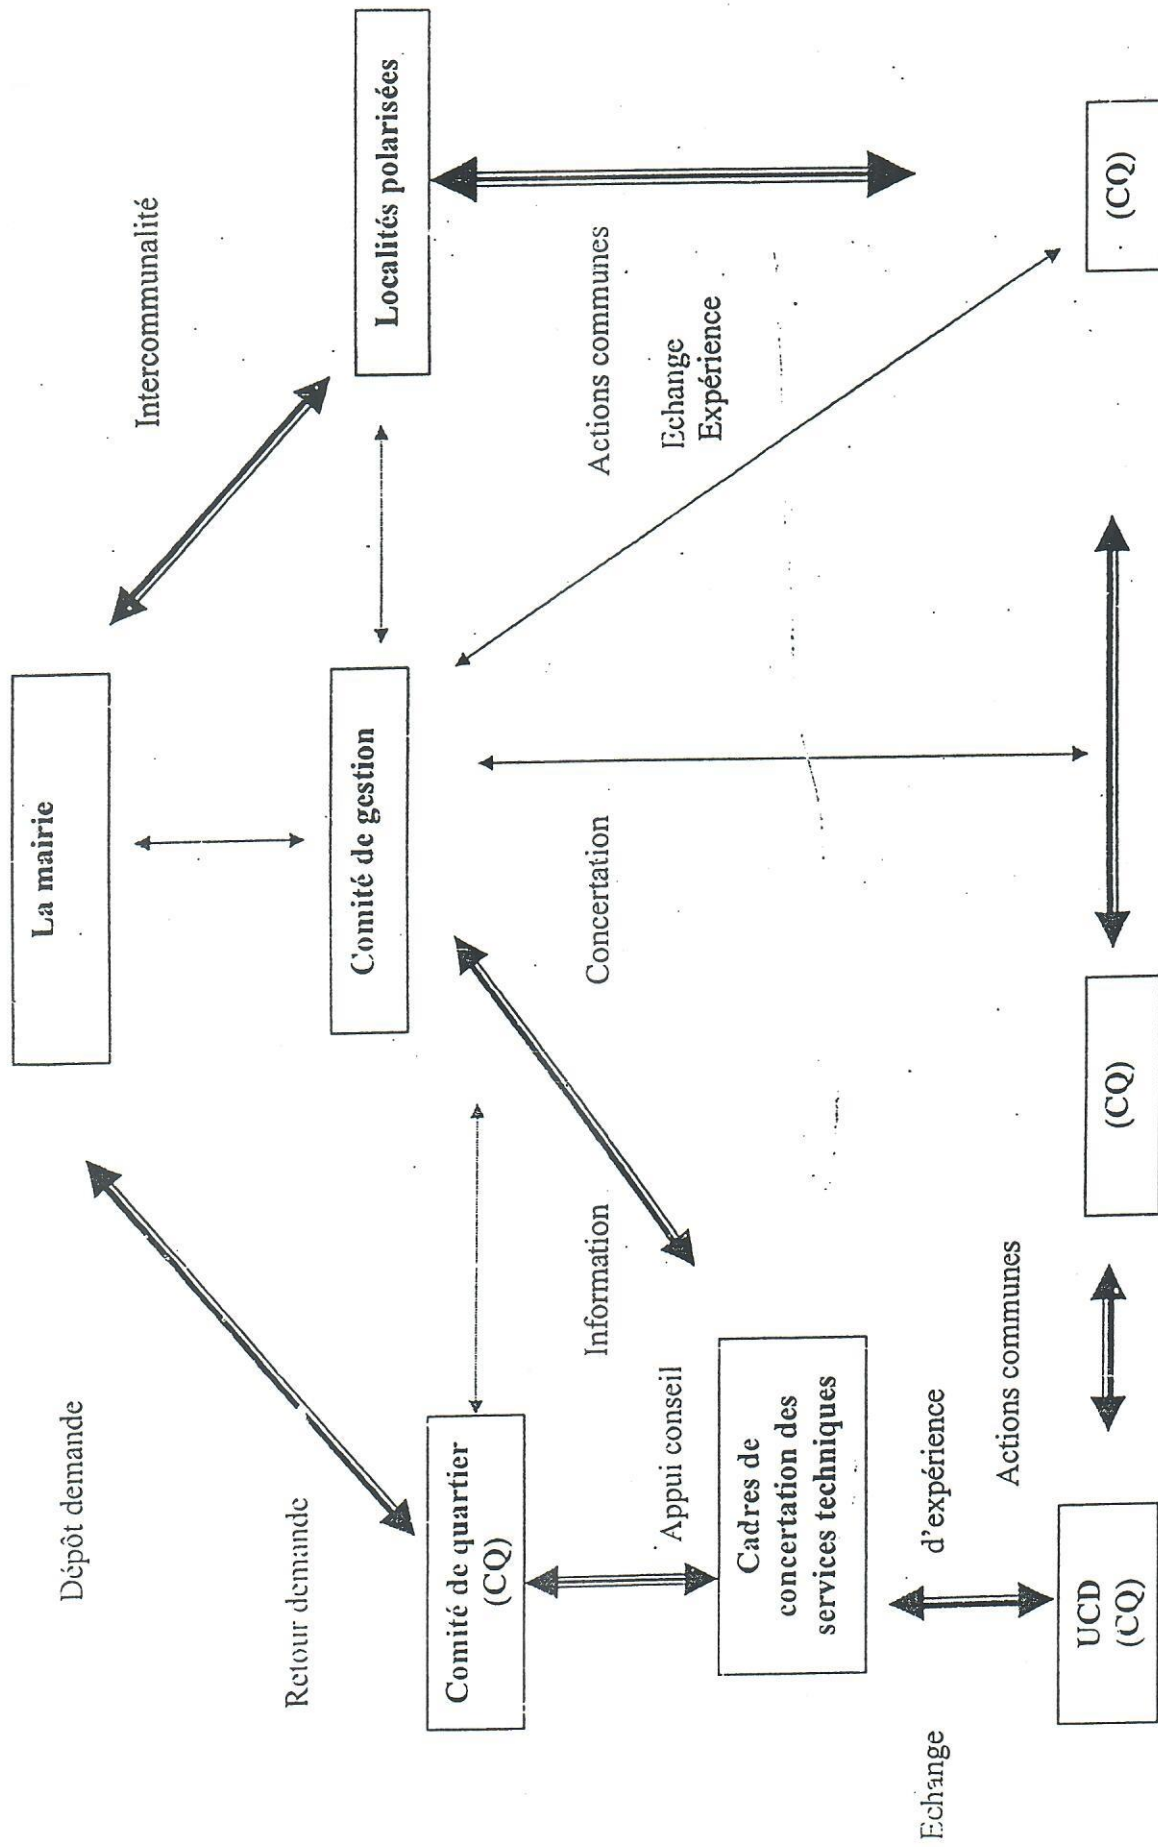 La mairie
Intercommunalité
Dépôt demande
Retour demande
Comité de gestion
Localités polarisées
Comité de quartier
(CQ)
Information
Concertation
Actions communes
Echange
Expérience
Appui conseil
Cadres de
concertation des
services techniques
Echange
d'expérience
Actions communes
UCD
(CQ)
(CQ)
(CQ)